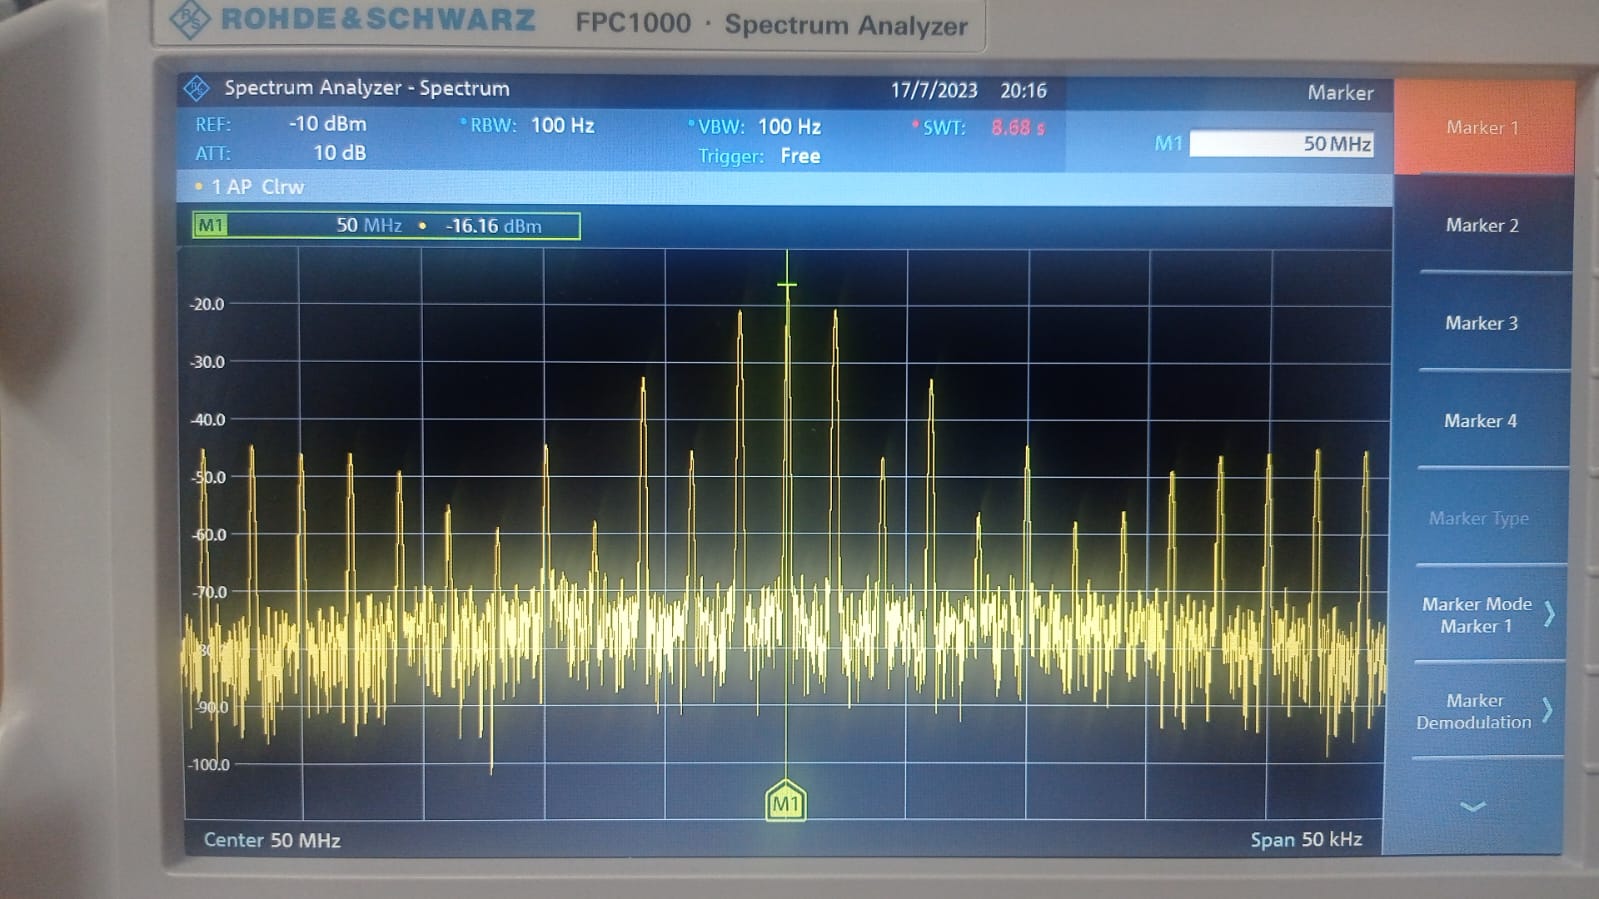 ROHDE & SCHWARZ FPC1000 · Spectrum Analyzer
Spectrum Analyzer - Spectrum 17/7/2023 20:16 Marker
REF: -10 dBm RBW: 100 Hz VBW: 100 Hz SWT: 8.68 s
ATT: 10 dB Trigger: Free
M1 50 MHz
1 AP Clrw
M1 50 MHz • -16.16 dBm
-20.0
-30.0
-40.0
-50.0
-60.0
-70.0
-80.0
-90.0
-100.0
M1
Center 50 MHz Span 50 kHz
Marker 1
Marker 2
Marker 3
Marker 4
Marker Type
Marker Mode
Marker 1
Marker
Demodulation